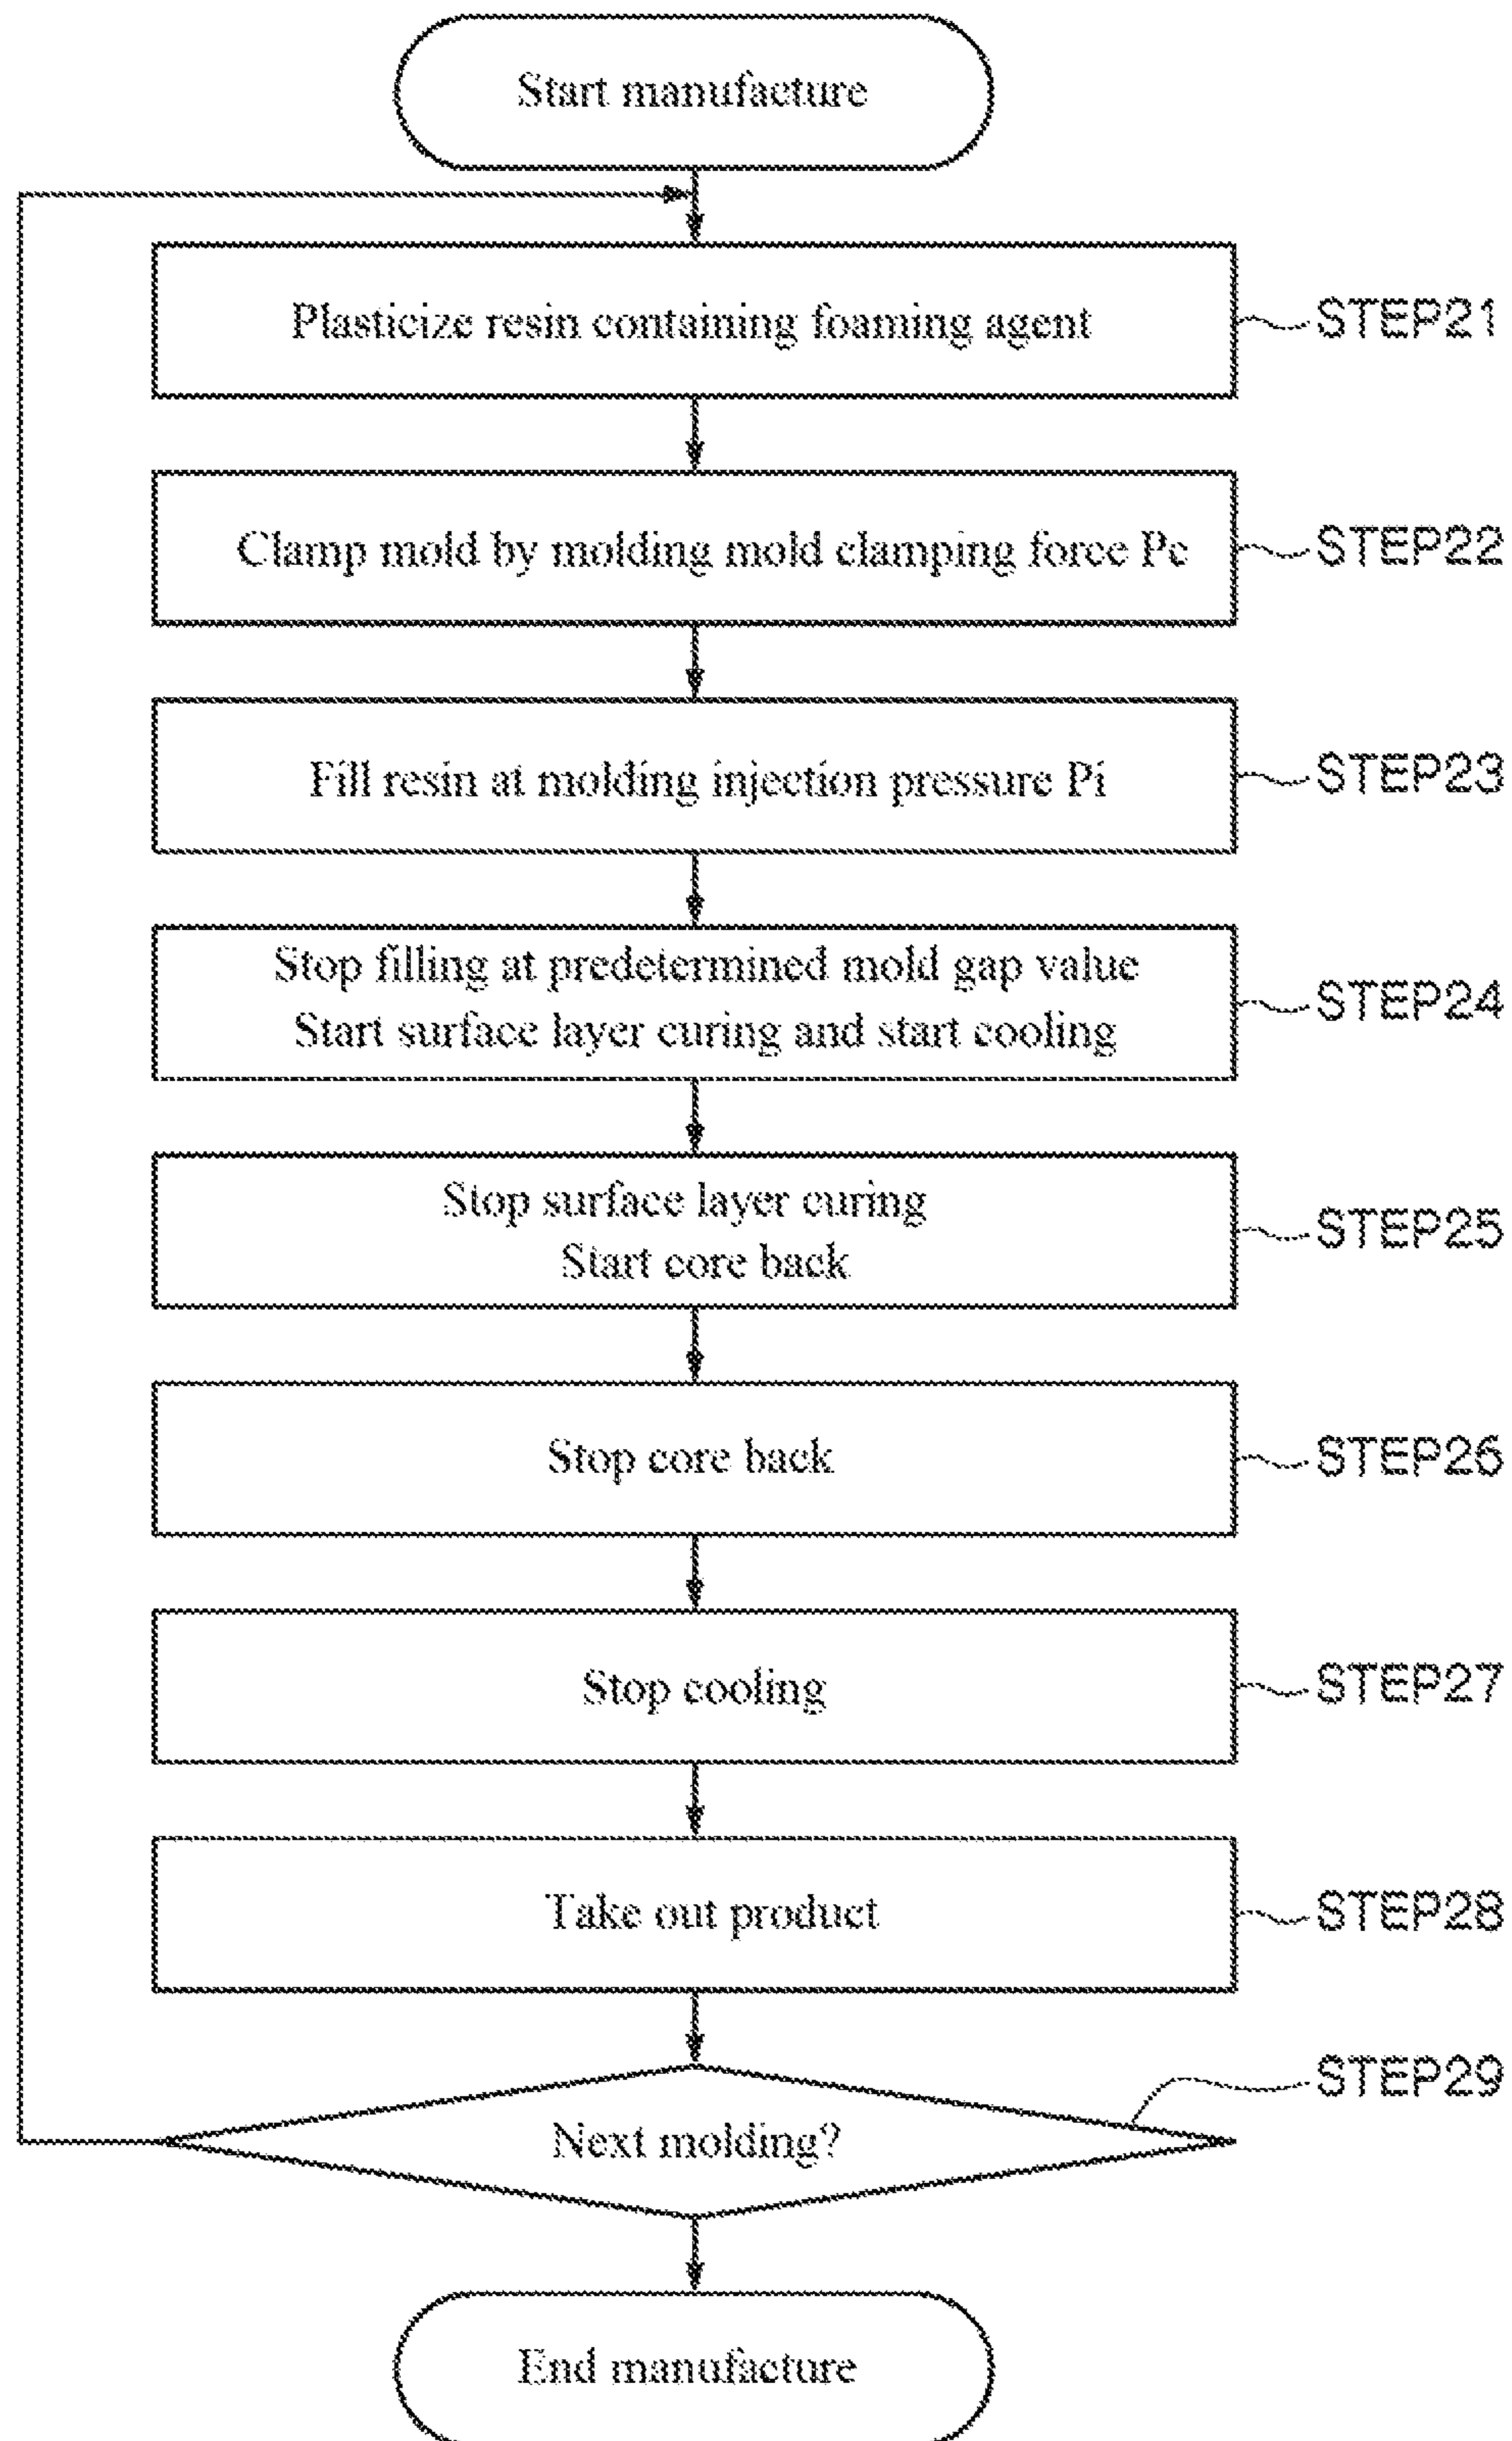 Start manufacture
Plasticize resin containing foaming agent
STEP21
Clamp mold by molding mold clamping force Pc
STEP22
Fill resin at molding injection pressure Pi
STEP23
Stop filling at predetermined mold gap value
Start surface layer curing and start cooling
STEP24
Stop surface layer curing
Start core back
STEP25
Stop core back
STEP26
Stop cooling
STEP27
Take out product
STEP28
Next molding?
STEP29
End manufacture